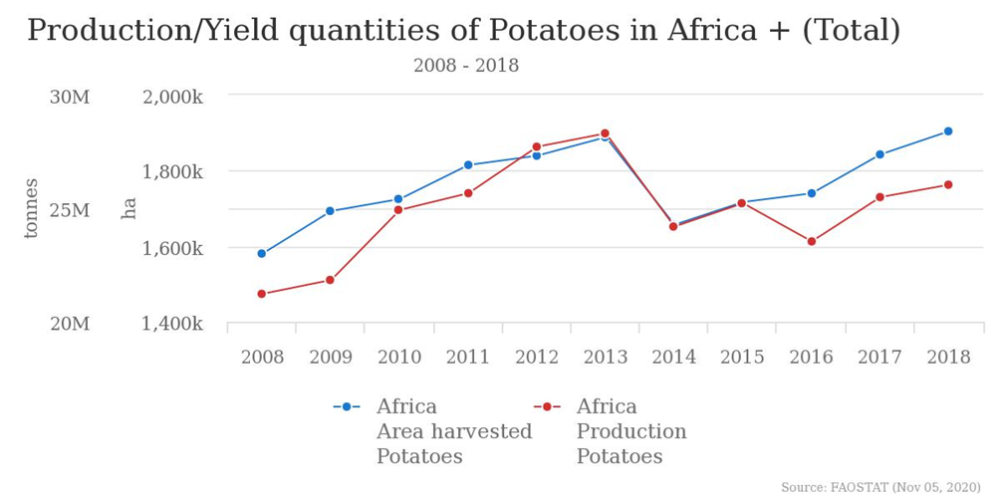 Production/Yield quantities of Potatoes in Africa + (Total)
2008 - 2018
30M
25M
20M
tonnes
2,000k
1,800k
1,600k
1,400k
ha
2008 2009 2010 2011 2012 2013 2014 2015 2016 2017 2018
Africa
Area harvested
Potatoes
Africa
Production
Potatoes
Source: FAOSTAT (Nov 05, 2020)